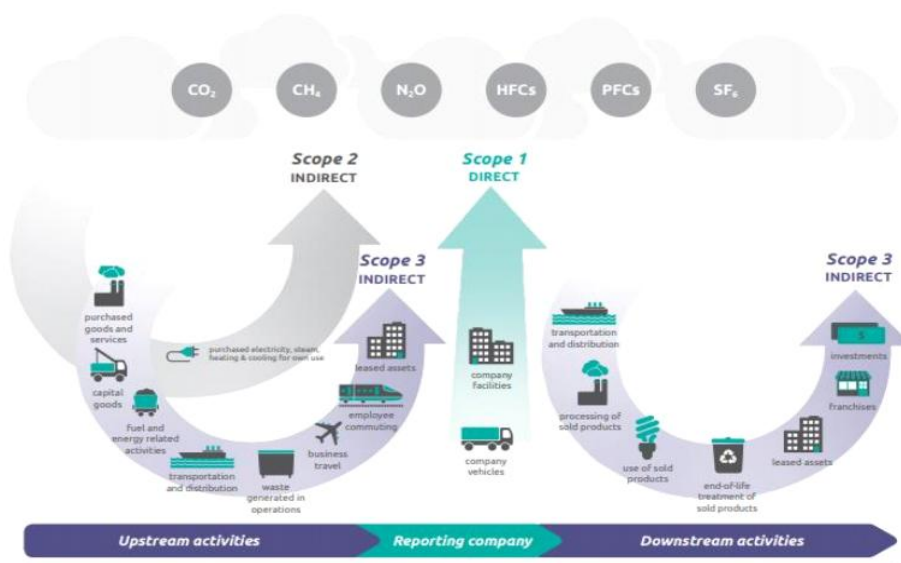 CO₂ CH₄ N₂O HFCs PFCs SF₆
Scope 2
INDIRECT
Scope 1
DIRECT
Scope 3
INDIRECT
Scope 3
INDIRECT
purchased
goods and
services
capital
goods
fuel and
energy related
activities
transportation
and distribution
waste
generated in
operations
business
travel
employee
commuting
leased assets
purchased electricity, steam,
heating & cooling for own use
company
facilities
company
vehicles
transportation
and distribution
processing of
sold products
use of sold
products
end-of-life
treatment of
sold products
leased assets
franchises
$
investments
Upstream activities
Reporting company
Downstream activities